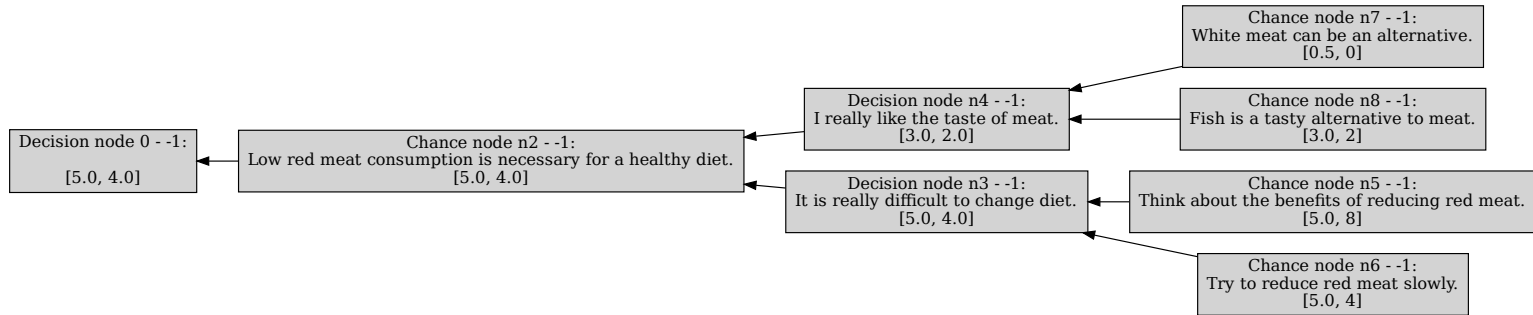 Decision node 0 - -1:
[5.0, 4.0]
Chance node n2 - -1:
Low red meat consumption is necessary for a healthy diet.
[5.0, 4.0]
Decision node n4 - -1:
I really like the taste of meat.
[3.0, 2.0]
Decision node n3 - -1:
It is really difficult to change diet.
[5.0, 4.0]
Chance node n7 - -1:
White meat can be an alternative.
[0.5, 0]
Chance node n8 - -1:
Fish is a tasty alternative to meat.
[3.0, 2]
Chance node n5 - -1:
Think about the benefits of reducing red meat.
[5.0, 8]
Chance node n6 - -1:
Try to reduce red meat slowly.
[5.0, 4]